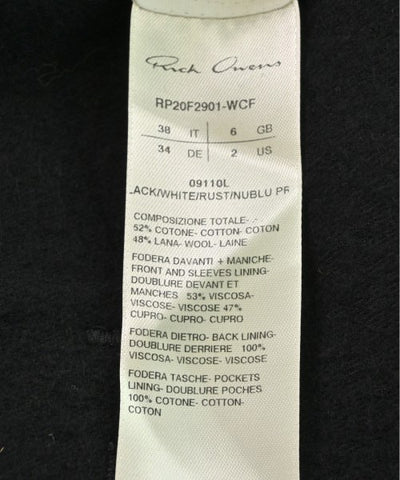 Rick Owens
RP20F2901-WCF
38 IT 6 GB
34 DE 2 US
09110L
LACK/WHITE/RUST/NUBLU PR
COMPOSIZIONE TOTALE- .-
52% COTONE- COTTON- COTON
48% LANA- WOOL- LAINE
FODERA DAVANTI + MANICHE-
FRONT AND SLEEVES LINING-
DOUBLURE DEVANT ET
MANCHES 53% VISCOSA-
VISCOSE- VISCOSE 47%
CUPRO- CUPRO- CUPRO
FODERA DIETRO- BACK LINING-
DOUBLURE DERRIERE 100%
VISCOSA- VISCOSE- VISCOSE
FODERA TASCHE- POCKETS
LINING- DOUBLURE POCHES
100% COTONE- COTTON-
COTON